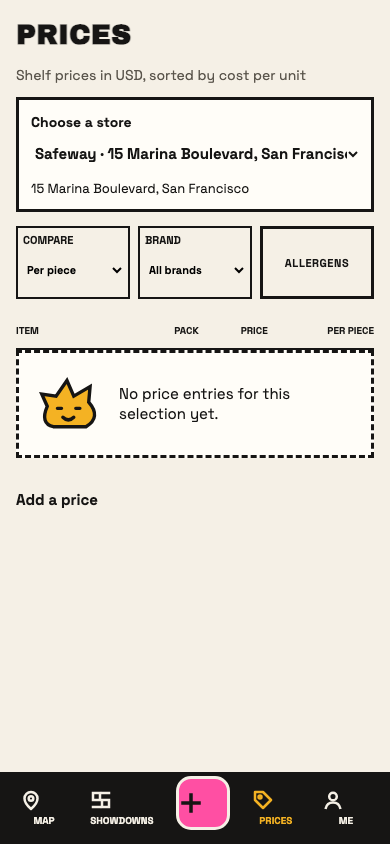 PRICES
Shelf prices in USD, sorted by cost per unit
Choose a store
Safeway · 15 Marina Boulevard, San Francis
15 Marina Boulevard, San Francisco
COMPARE BRAND
Per piece All brands ALLERGENS
ITEM PACK PRICE PER PIECE
No price entries for this
selection yet.
Add a price
MAP SHOWDOWNS PRICES ME